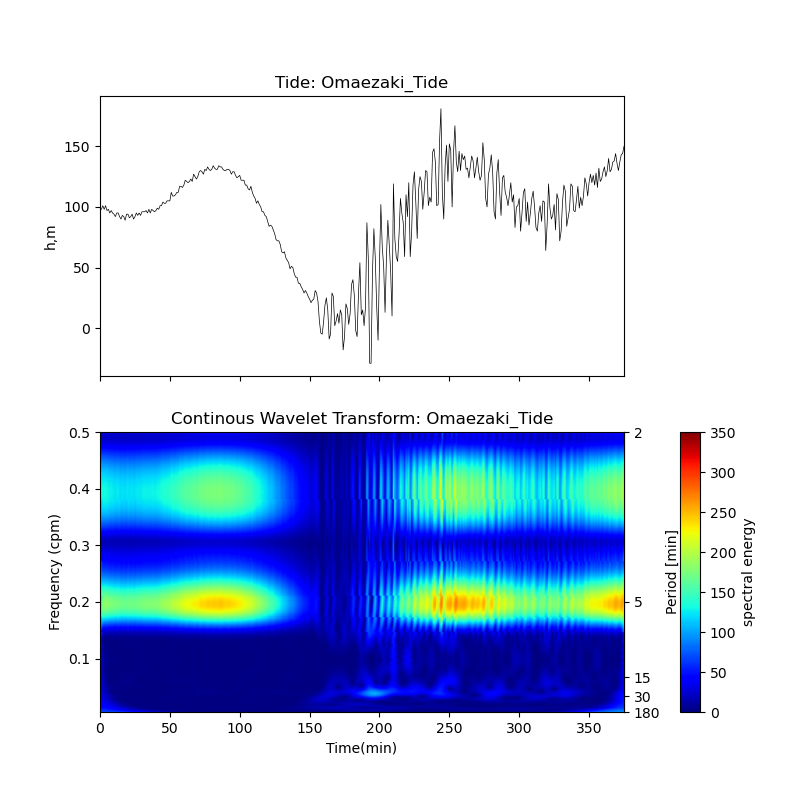 Tide: Omaezaki_Tide
150
100
50
0
h,m
Continous Wavelet Transform: Omaezaki_Tide
0.5
0.4
0.3
0.2
0.1
Frequency (cpm)
0 50 100 150 200 250 300 350
Time(min)
2
5
15
30
180
Period [min]
350
300
250
200
150
100
50
0
spectral energy